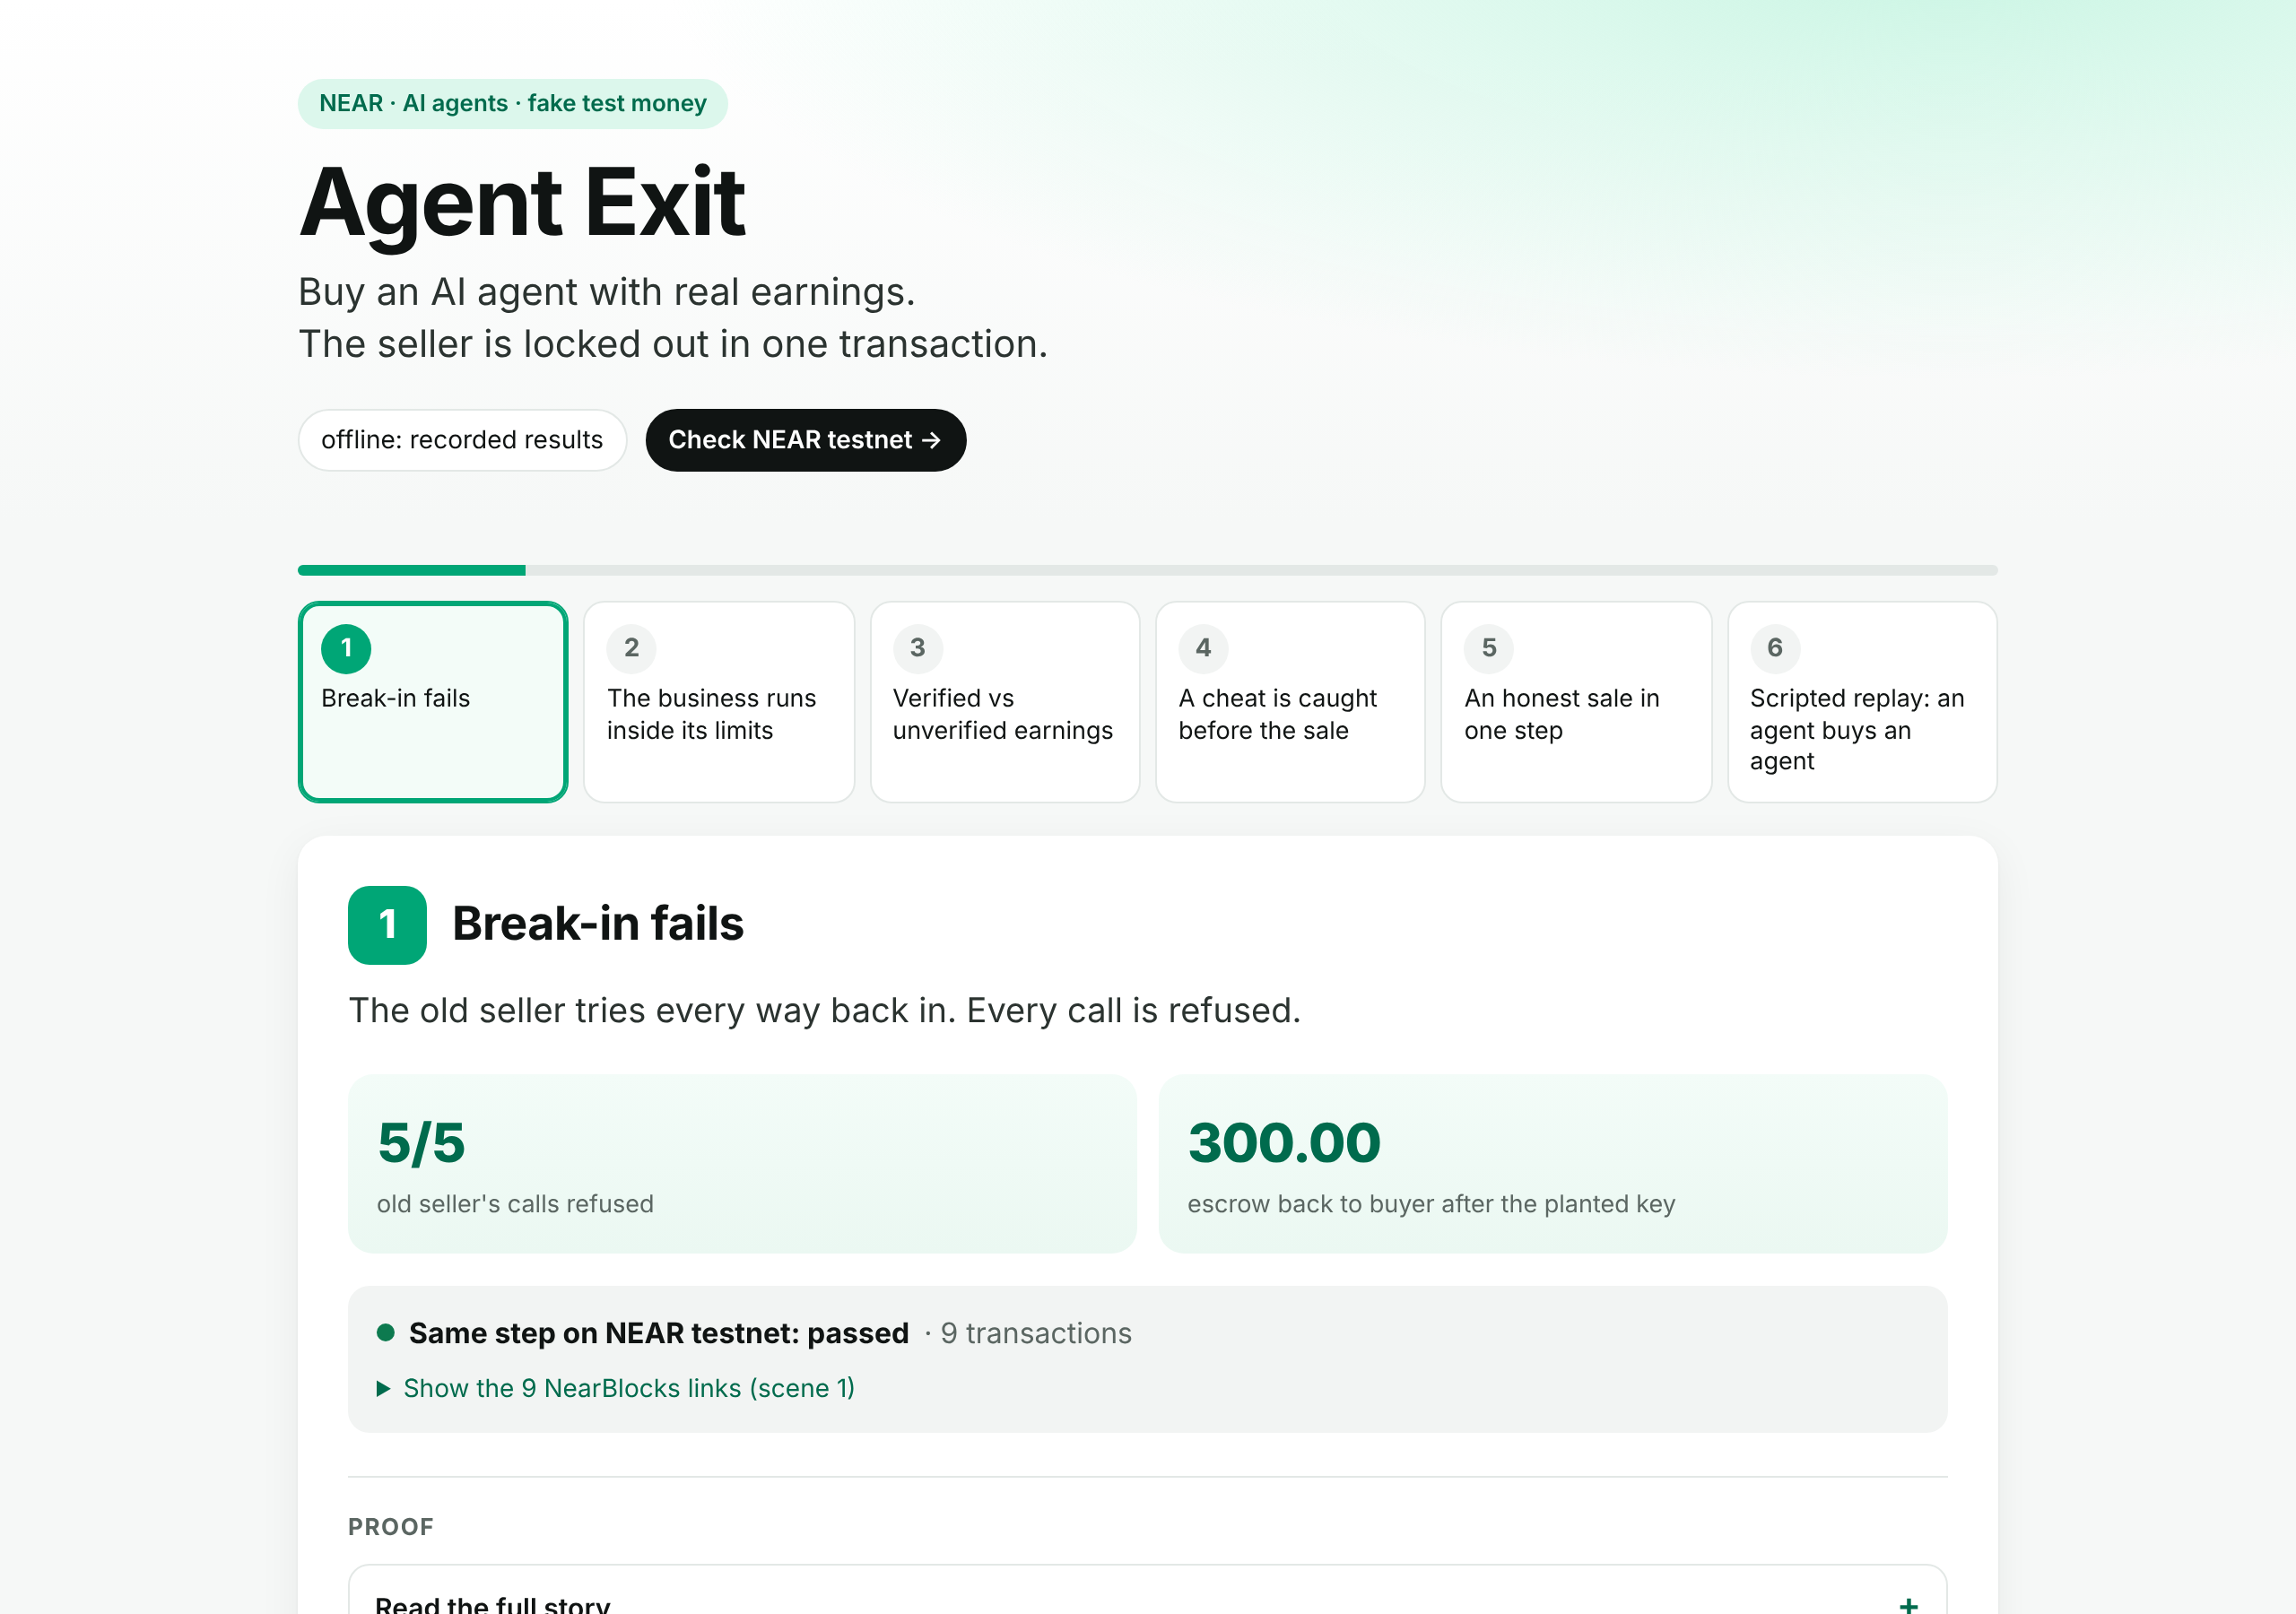 NEAR · AI agents · fake test money
Agent Exit
Buy an AI agent with real earnings.
The seller is locked out in one transaction.
offline: recorded results
Check NEAR testnet →
1
Break-in fails
2
The business runs
inside its limits
3
Verified vs
unverified earnings
4
A cheat is caught
before the sale
5
An honest sale in
one step
6
Scripted replay: an
agent buys an
agent
1
Break-in fails
The old seller tries every way back in. Every call is refused.
5/5
old seller's calls refused
300.00
escrow back to buyer after the planted key
Same step on NEAR testnet: passed · 9 transactions
Show the 9 NearBlocks links (scene 1)
PROOF
Read the full story
+